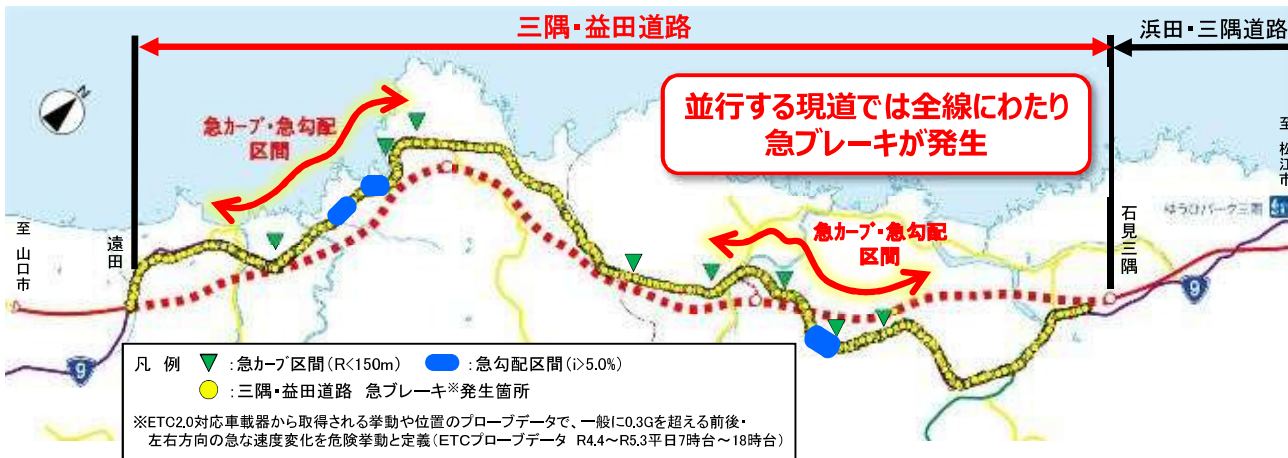 三隅・益田道路
浜田・三隅道路
N
急カーブ・急勾配
区間
並行する現道では全線にわたり
急ブレーキが発生
至 松江市
ゆうひパーク三隅
至 山口市
遠田
急カーブ・急勾配
区間
石見三隅
9
9
凡 例 ▼:急カーブ区間(R<150m) :急勾配区間(i>5.0%)
:三隅・益田道路 急ブレーキ※発生箇所
※ETC2.0対応車載器から取得される挙動や位置のプローブデータで、一般に0.3Gを超える前後・
左右方向の急な速度変化を危険挙動と定義(ETCプローブデータ R4.4～R5.3平日7時台～18時台)